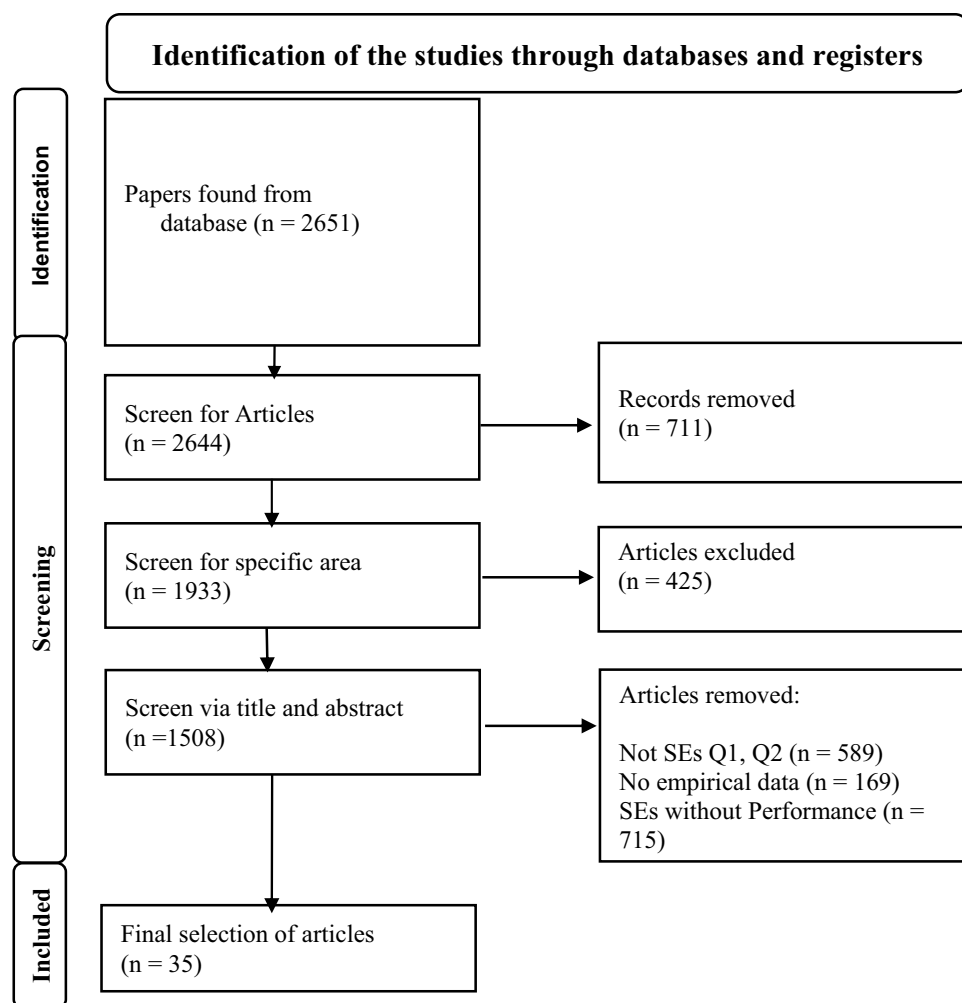 Identification of the studies through databases and registers
Identification
Papers found from
database (n = 2651)
Screening
Screen for Articles
(n = 2644)
Records removed
(n = 711)
Screen for specific area
(n = 1933)
Articles excluded
(n = 425)
Screen via title and abstract
(n =1508)
Articles removed:
Not SEs Q1, Q2 (n = 589)
No empirical data (n = 169)
SEs without Performance (n =
715)
Included
Final selection of articles
(n = 35)